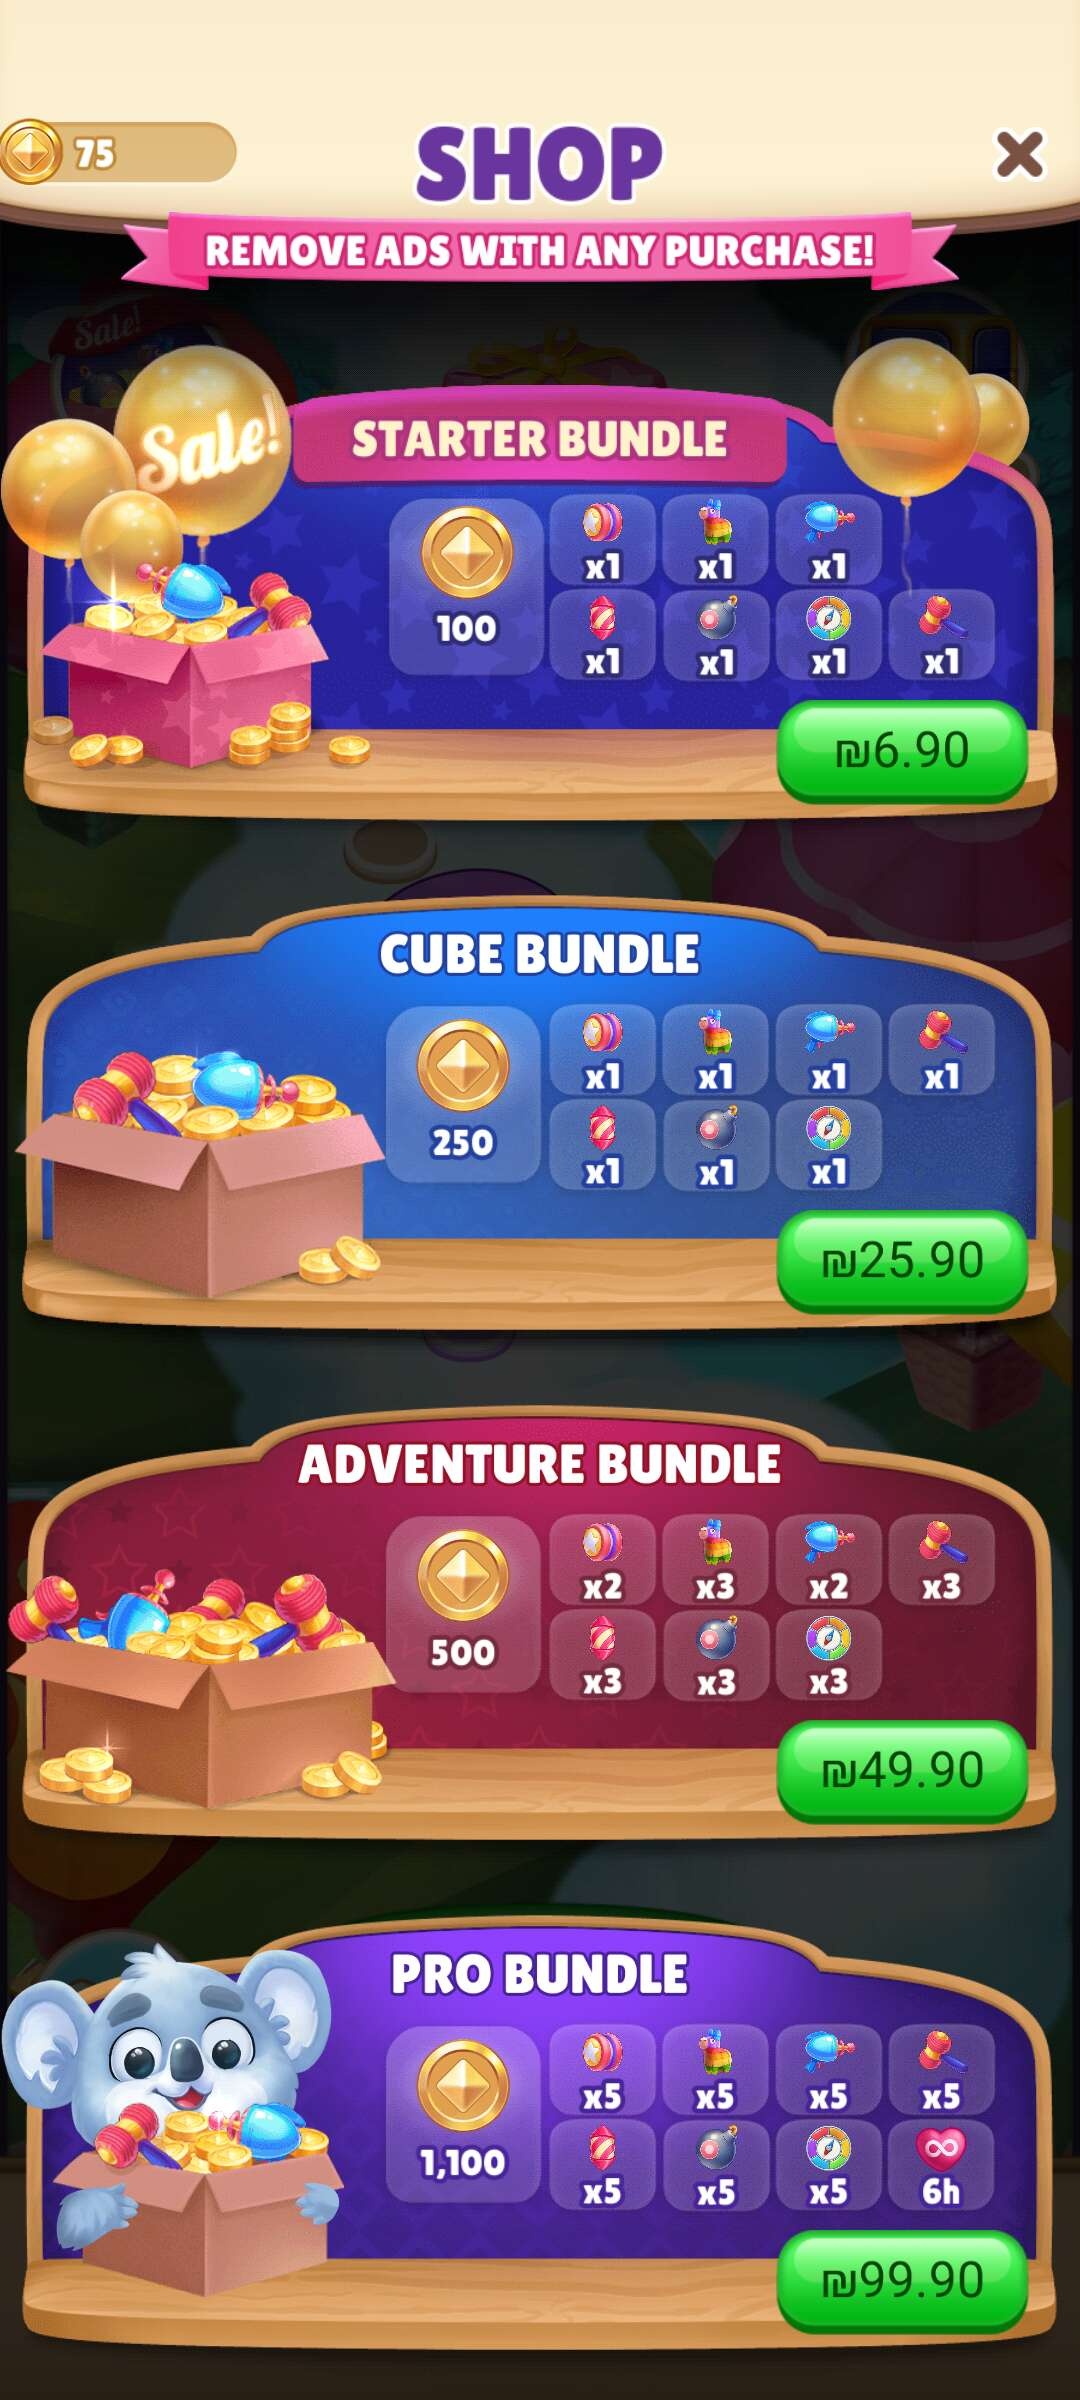 75
SHOP
REMOVE ADS WITH ANY PURCHASE!
Sale!
Sale!
STARTER BUNDLE
100
x1 x1 x1
x1 x1 x1 x1
₪6.90
CUBE BUNDLE
250
x1 x1 x1 x1
x1 x1 x1
₪25.90
ADVENTURE BUNDLE
500
x2 x3 x2 x3
x3 x3 x3
₪49.90
PRO BUNDLE
1,100
x5 x5 x5 x5
x5 x5 x5 6h
₪99.90